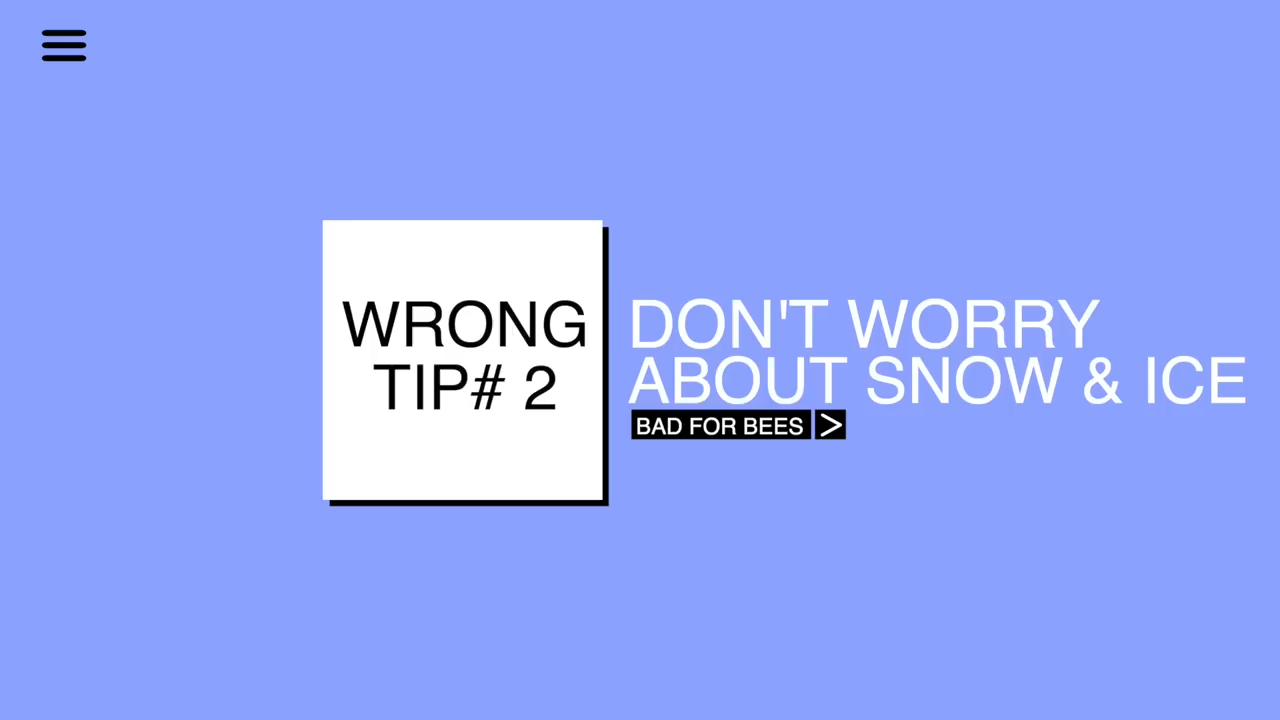 WRONG
TIP# 2
DON'T WORRY
ABOUT SNOW & ICE
BAD FOR BEES >